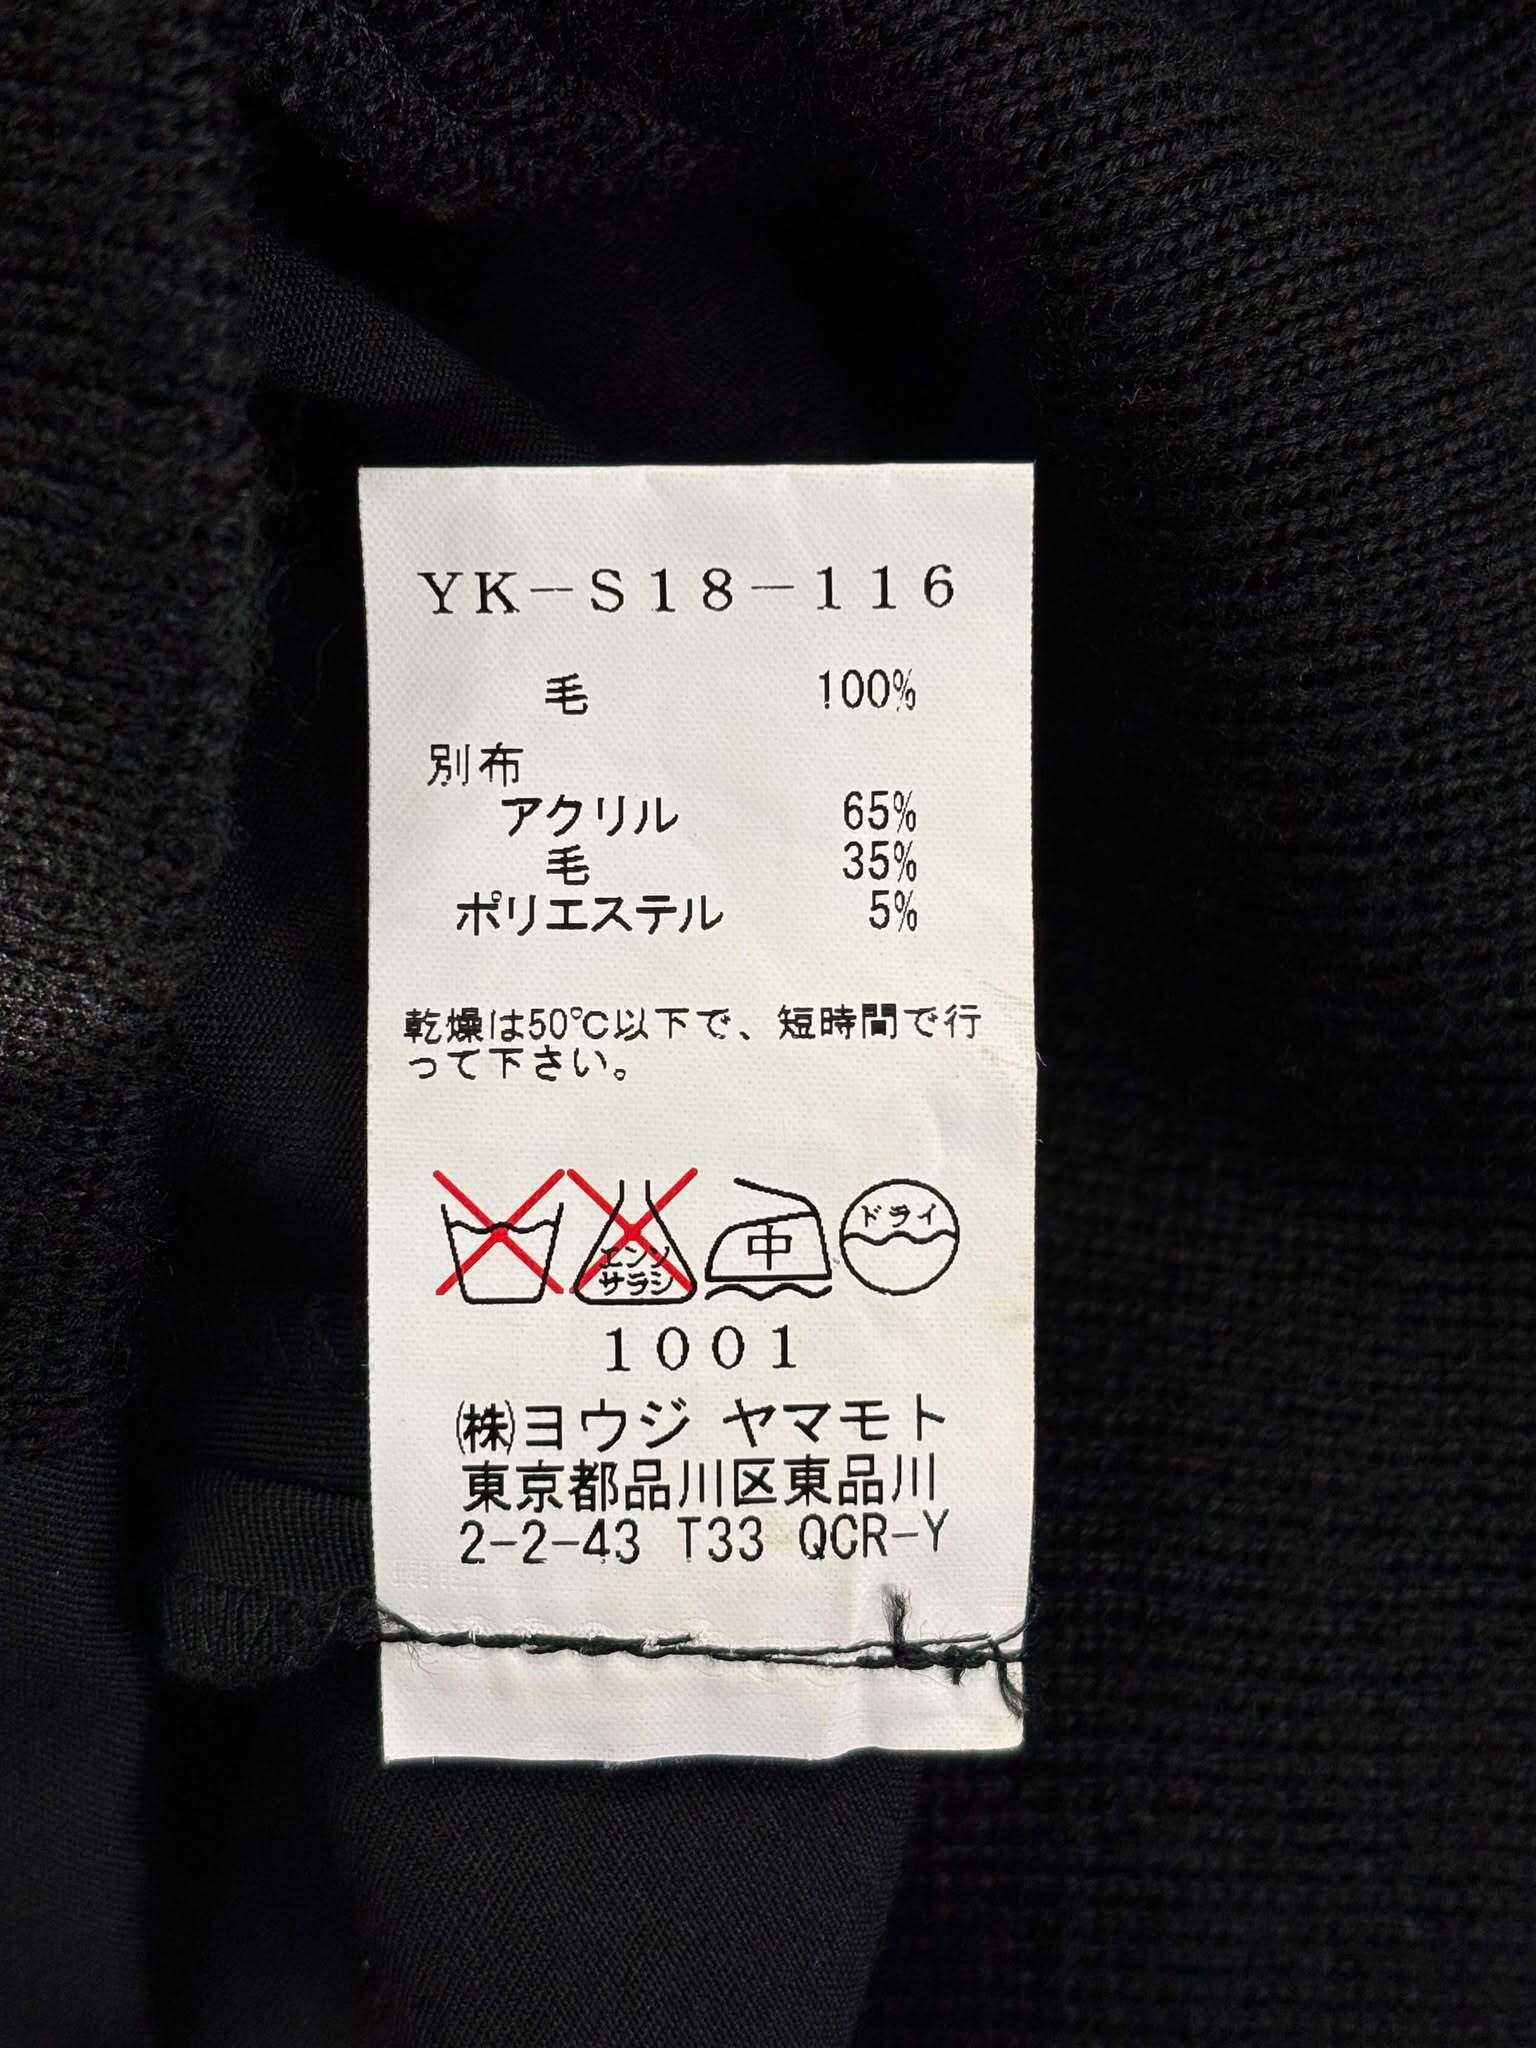 YK-S18-116
毛 100%
別布
アクリル 65%
毛 35%
ポリエステル 5%
乾燥は50℃以下で、短時間で行
って下さい。
エンソ
サラシ
中
ドライ
1001
㈱ヨウジ ヤマモト
東京都品川区東品川
2-2-43 T33 QCR-Y